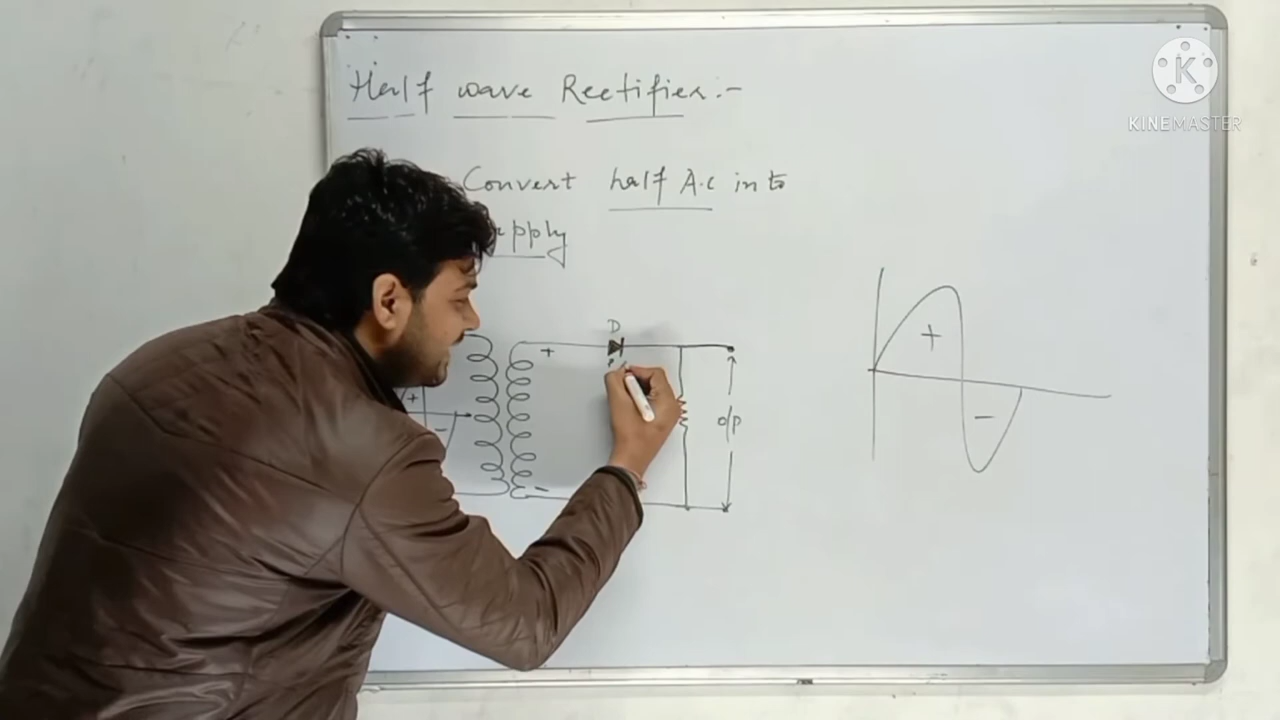 Half wave Rectifier :-
Convert half A.C into
pply
D
+
o/p
+
-
+
-
-
K
KINEMASTER